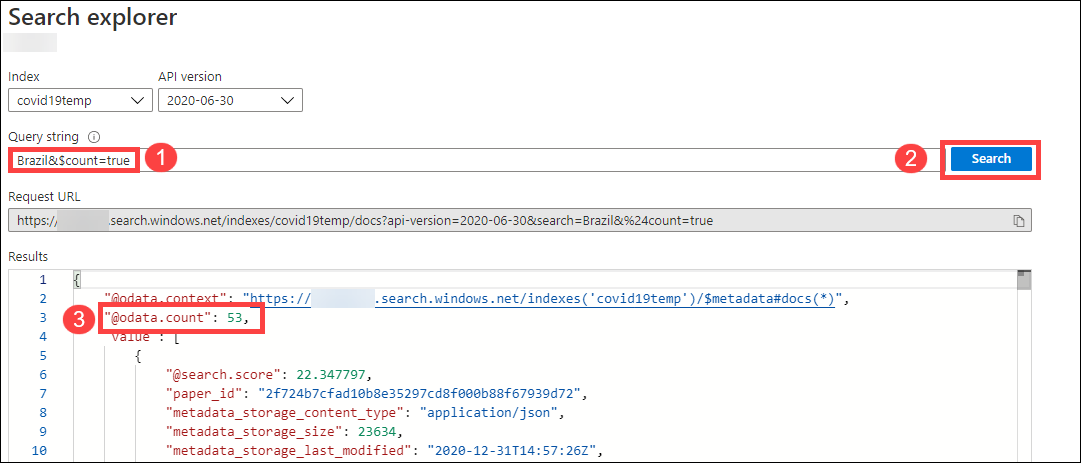 Search explorer
Index
API version
covid19temp
2020-06-30
Query string
Brazil&$count=true
1
2
Search
Request URL
https:// .search.windows.net/indexes/covid19temp/docs?api-version=2020-06-30&search=Brazil&%24count=true
Results
1 {
2 "@odata.context": "https:// .search.windows.net/indexes('covid19temp')/$metadata#docs(*)",
3 3 "@odata.count": 53,
4 value : [
5 {
6 "@search.score": 22.347797,
7 "paper_id": "2f724b7cfad10b8e35297cd8f000b88f67939d72",
8 "metadata_storage_content_type": "application/json",
9 "metadata_storage_size": 23634,
10 "metadata_storage_last_modified": "2020-12-31T14:57:26Z",